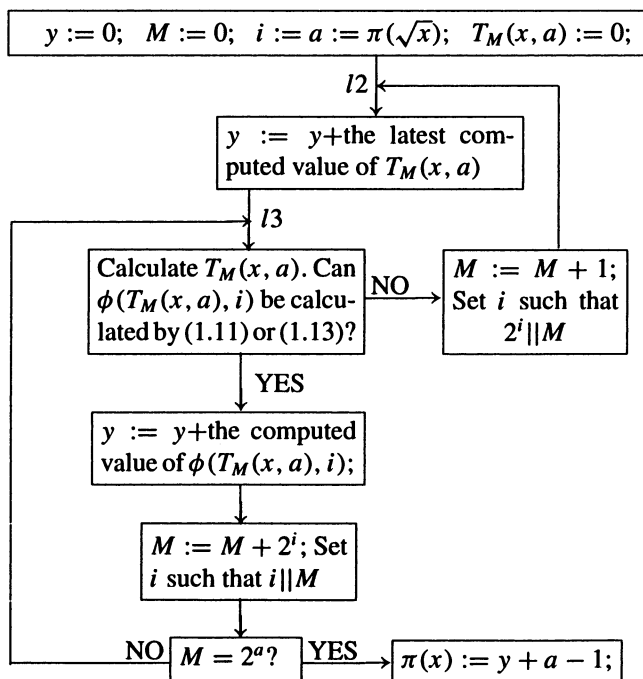 y := 0; M := 0; i := a := π(√x); T_M(x, a) := 0;
l2
y := y+the latest com-
puted value of T_M(x, a)
l3
Calculate T_M(x, a). Can
φ(T_M(x, a), i) be calcu-
lated by (1.11) or (1.13)?
NO
M := M + 1;
Set i such that
2^i||M
YES
y := y+the computed
value of φ(T_M(x, a), i);
M := M + 2^i; Set
i such that i||M
NO
M = 2^a?
YES
π(x) := y + a − 1;